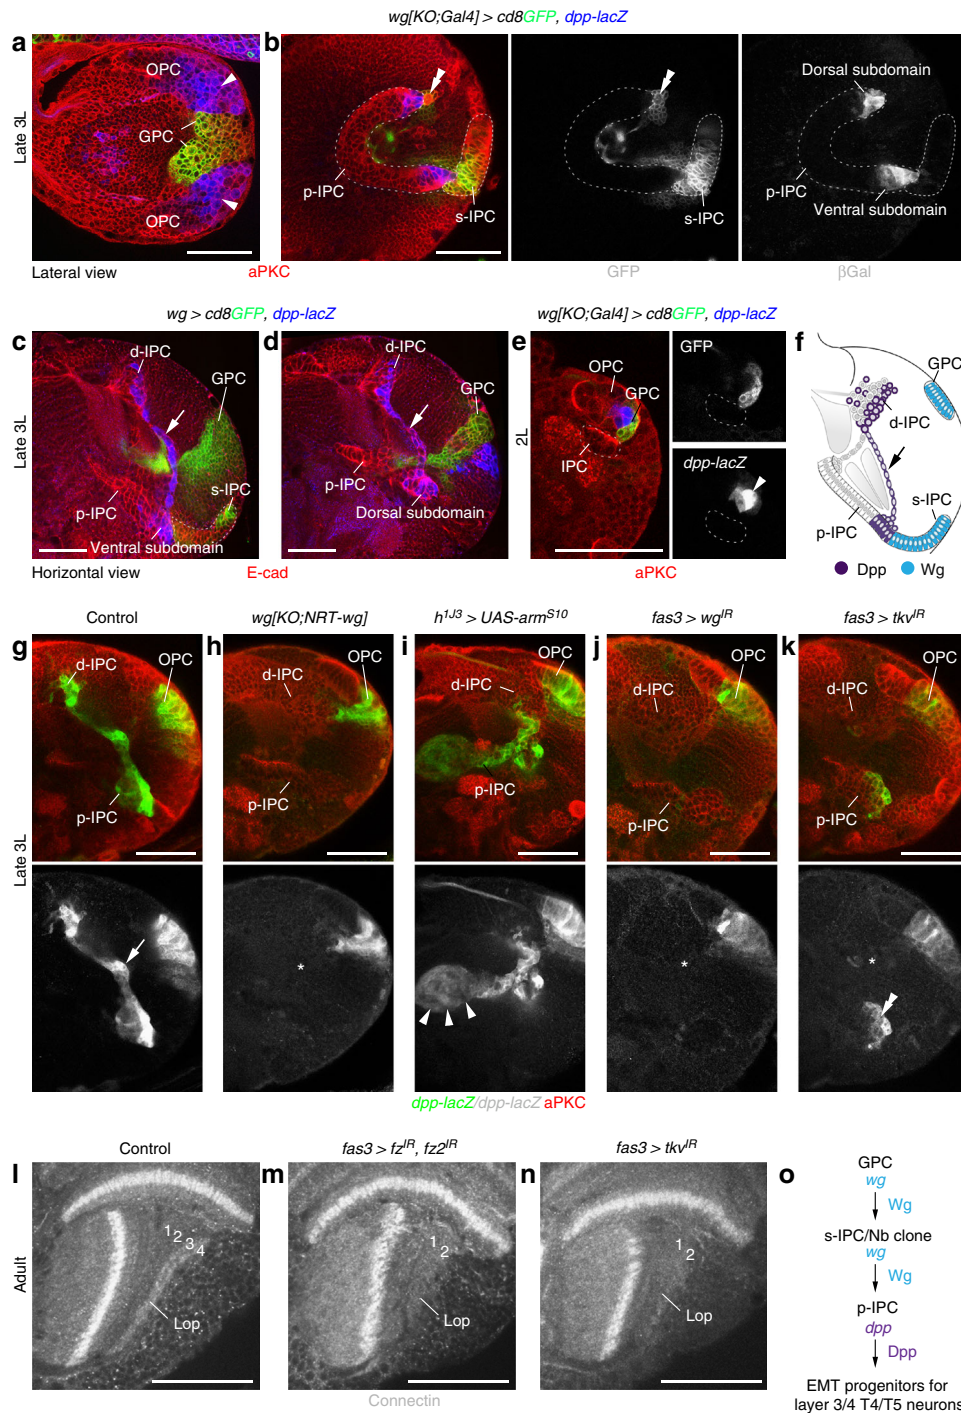 wg[KO;Gal4] > cd8GFP, dpp-lacZ
a
b
Late 3L
OPC
GPC
OPC
Lateral view
aPKC
p-IPC
s-IPC
GFP
s-IPC
Dorsal subdomain
p-IPC
Ventral subdomain
βGal
wg > cd8GFP, dpp-lacZ
wg[KO;Gal4] > cd8GFP, dpp-lacZ
c
d
e
f
Late 3L
d-IPC
GPC
p-IPC
s-IPC
Ventral subdomain
Horizontal view
E-cad
d-IPC
GPC
p-IPC
Dorsal subdomain
2L
OPC
GPC
IPC
GFP
dpp-lacZ
aPKC
GPC
d-IPC
s-IPC
p-IPC
Dpp
Wg
Control
wg[KO;NRT-wg]
h1J3 > UAS-armS10
fas3 > wgIR
fas3 > tkvIR
g
h
i
j
k
Late 3L
d-IPC
OPC
p-IPC
d-IPC
OPC
p-IPC
OPC
d-IPC
p-IPC
OPC
d-IPC
p-IPC
OPC
d-IPC
p-IPC
*
*
*
dpp-lacZ/dpp-lacZ aPKC
Control
fas3 > fzIR, fz2IR
fas3 > tkvIR
l
m
n
o
Adult
1 2 3 4
Lop
1 2
Lop
1 2
Lop
Connectin
GPC
wg
Wg
s-IPC/Nb clone
wg
Wg
p-IPC
dpp
Dpp
EMT progenitors for
layer 3/4 T4/T5 neurons